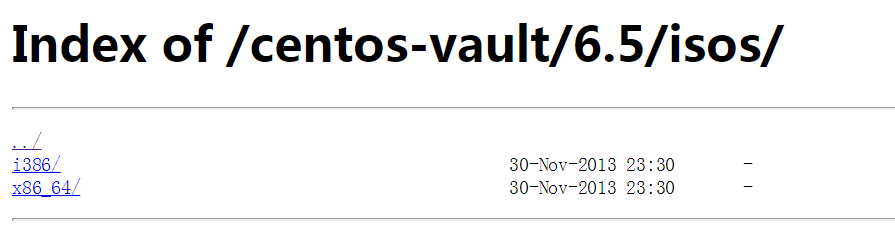 Index of /centos-vault/6.5/isos/
../
i386/ 30-Nov-2013 23:30 -
x86_64/ 30-Nov-2013 23:30 -